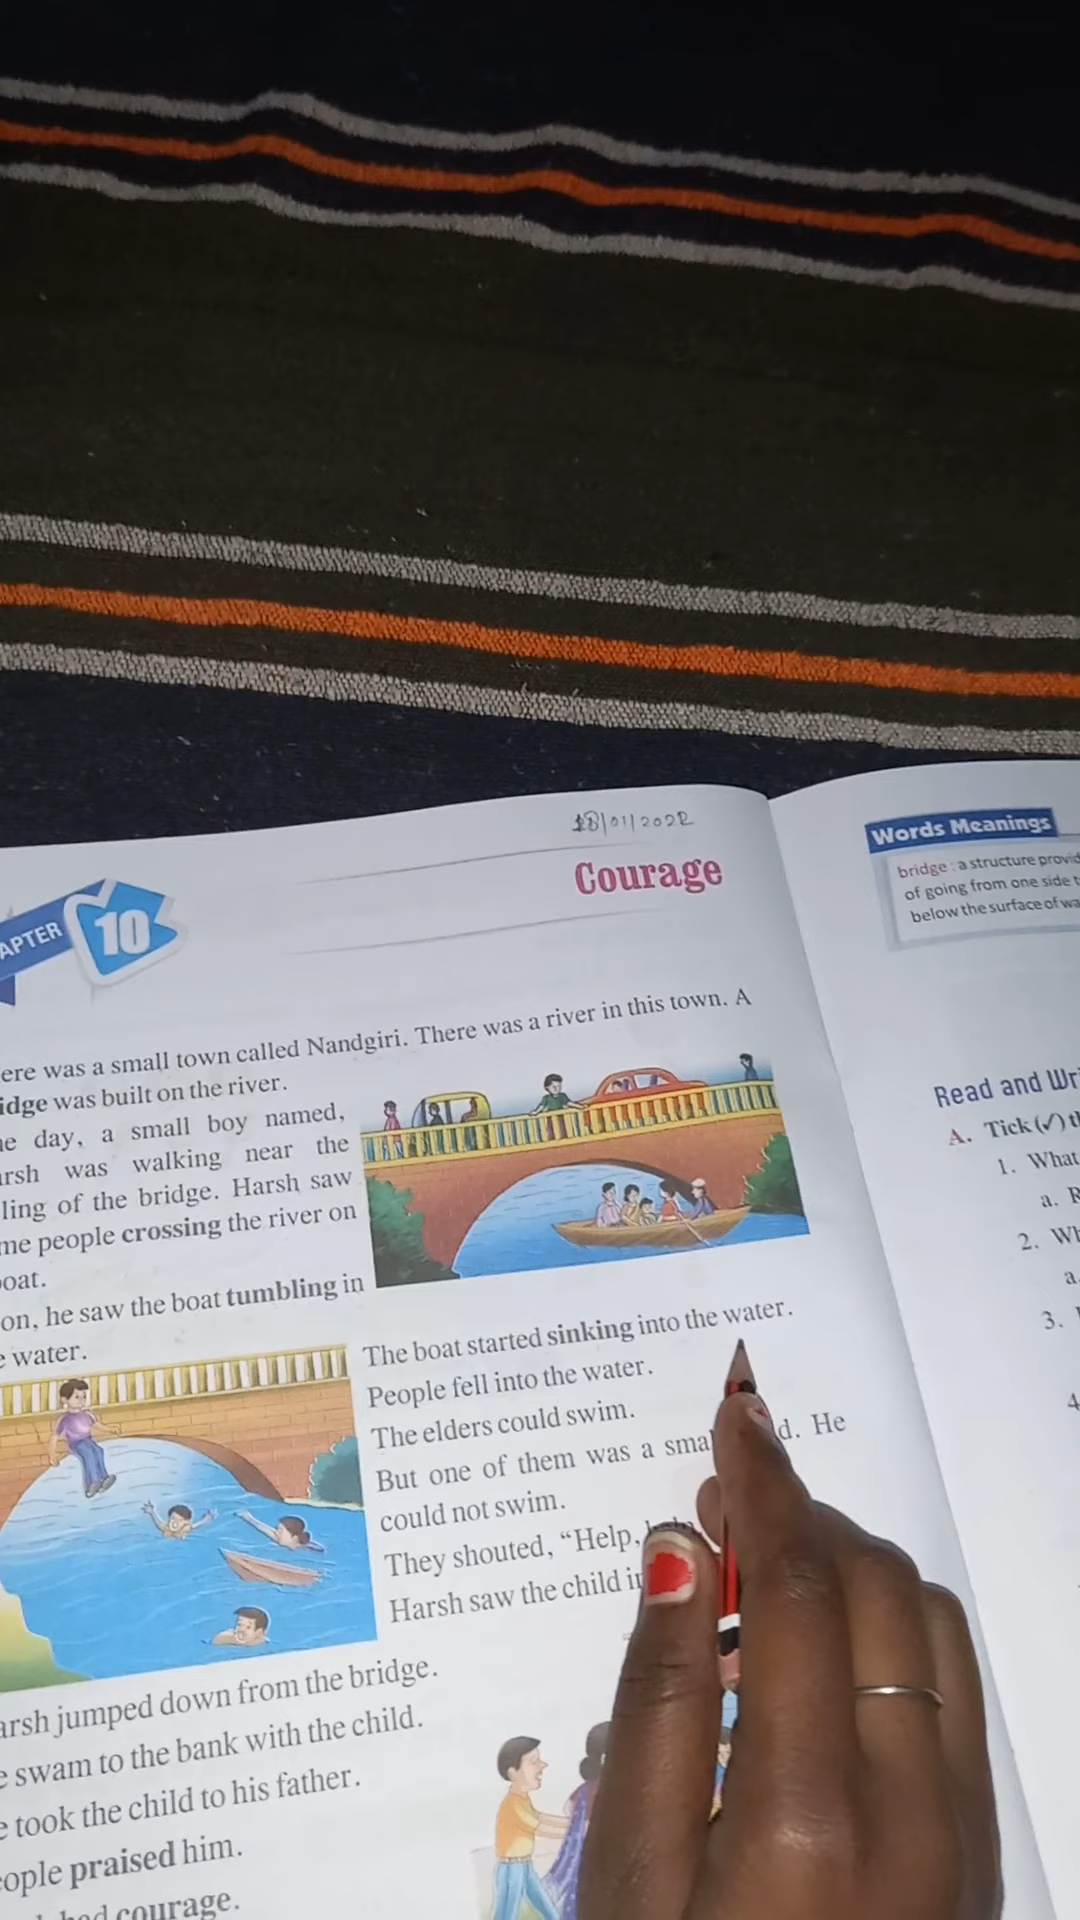 18/01/2022
Courage
APTER
10
ere was a small town called Nandgiri. There was a river in this town. A
idge was built on the river.
e day, a small boy named,
rsh was walking near the
ling of the bridge. Harsh saw
me people crossing the river on
oat.
on, he saw the boat tumbling in
water.
The boat started sinking into the water.
People fell into the water.
The elders could swim.
But one of them was a sma d. He
could not swim.
They shouted, “Help,
Harsh saw the child i
arsh jumped down from the bridge.
e swam to the bank with the child.
e took the child to his father.
eople praised him.
had courage.
Words Meanings
bridge : a structure provid
of going from one side t
below the surface of wa
Read and Wri
A. Tick (✓) t
1. What
a. R
2. Wh
a.
3.
4